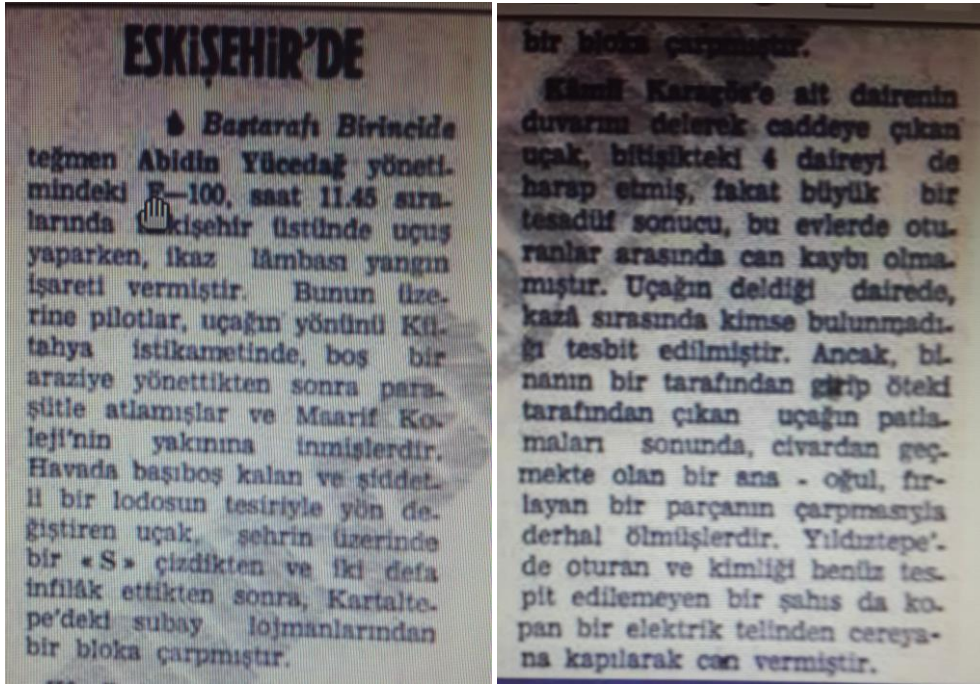 ESKİŞEHİR'DE
Baştarafı Birincide
teğmen Abidin Yücedağ yöneti-
mindeki F—100, saat 11.45 sıra-
larında Eskişehir üstünde uçuş
yaparken, ikaz lâmbası yangın
işareti vermiştir. Bunun üze-
rine pilotlar, uçağın yönünü Kü-
tahya istikametinde, boş bir
araziye yönettikten sonra para-
şütle atlamışlar ve Maarif Ko-
leji'nin yakınına inmişlerdir.
Havada başıboş kalan ve şiddet-
li bir lodosun tesiriyle yön de-
ğiştiren uçak, şehrin üzerinde
bir «S» çizdikten ve iki defa
infilâk ettikten sonra, Kartalte-
pe'deki subay lojmanlarından
bir bloka çarpmıştır.
bir bloka çarpmıştır.
Kâmil Karagöz'e ait dairenin
duvarını delerek caddeye çıkan
uçak, bitişikteki 4 daireyi de
harap etmiş, fakat büyük bir
tesadüf sonucu, bu evlerde otu-
ranlar arasında can kaybı olma-
mıştır. Uçağın deldiği dairede,
kazâ sırasında kimse bulunmadı-
ğı tesbit edilmiştir. Ancak, bi-
nanın bir tarafından girip öteki
tarafından çıkan uçağın patla-
maları sonunda, civardan geç-
mekte olan bir ana - oğul, fır-
layan bir parçanın çarpmasıyla
derhal ölmüşlerdir. Yıldıztepe'-
de oturan ve kimliği henüz tes-
pit edilemeyen bir şahıs da ko-
pan bir elektrik telinden cereya-
na kapılarak can vermiştir.